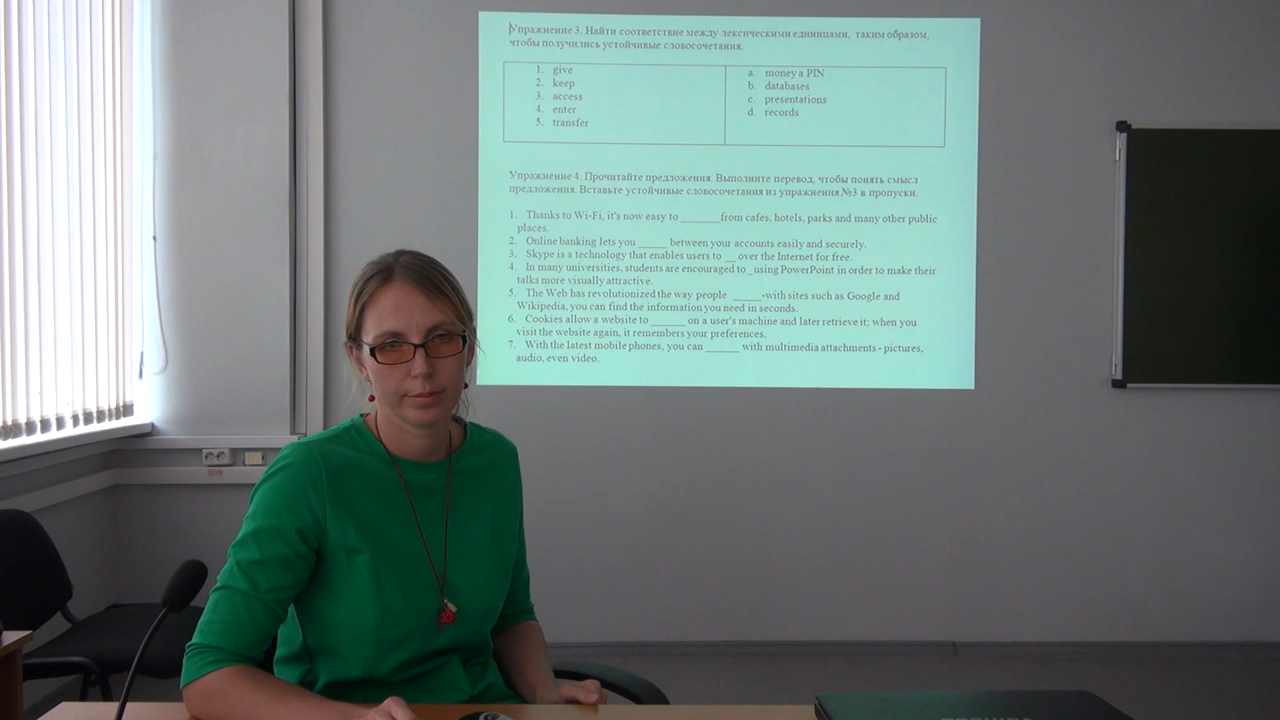 Упражнение 3. Найти соответствие между лексическими единицами, таким образом,
чтобы получились устойчивые словосочетания.
1. give
2. keep
3. access
4. enter
5. transfer
a. money a PIN
b. databases
c. presentations
d. records
Упражнение 4. Прочитайте предложения. Выполните перевод, чтобы понять смысл
предложения. Вставьте устойчивые словосочетания из упражнения №3 в пропуски.
1. Thanks to Wi-Fi, it's now easy to ________from cafes, hotels, parks and many other public
places.
2. Online banking lets you _____ between your accounts easily and securely.
3. Skype is a technology that enables users to __ over the Internet for free.
4. In many universities, students are encouraged to _using PowerPoint in order to make their
talks more visually attractive.
5. The Web has revolutionized the way people _____-with sites such as Google and
Wikipedia, you can find the information you need in seconds.
6. Cookies allow a website to ______ on a user's machine and later retrieve it; when you
visit the website again, it remembers your preferences.
7. With the latest mobile phones, you can ______ with multimedia attachments - pictures,
audio, even video.